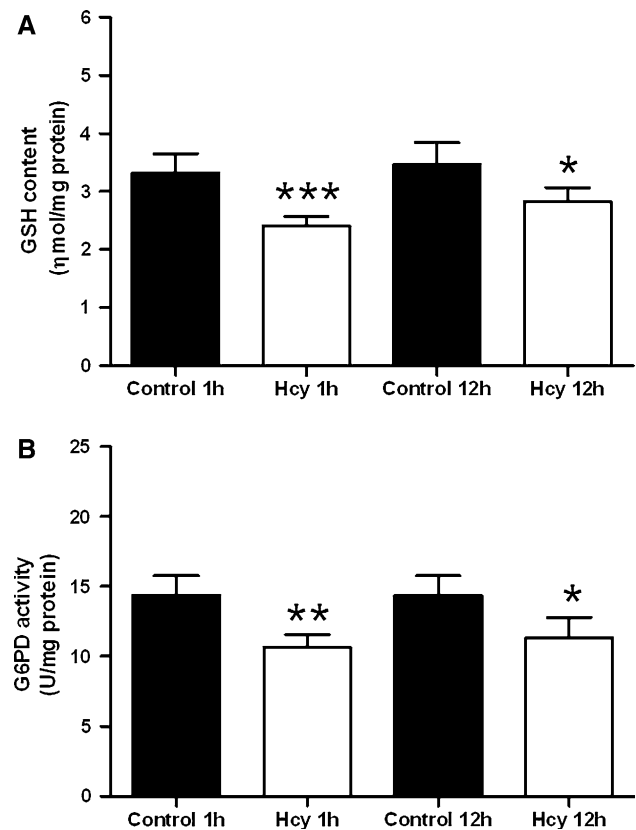 A
GSH content
(η mol/mg protein)
6
5
4
3
2
1
0
***
*
Control 1h Hcy 1h Control 12h Hcy 12h
B
G6PD activity
(U/mg protein)
25
20
15
10
5
0
**
*
Control 1h Hcy 1h Control 12h Hcy 12h